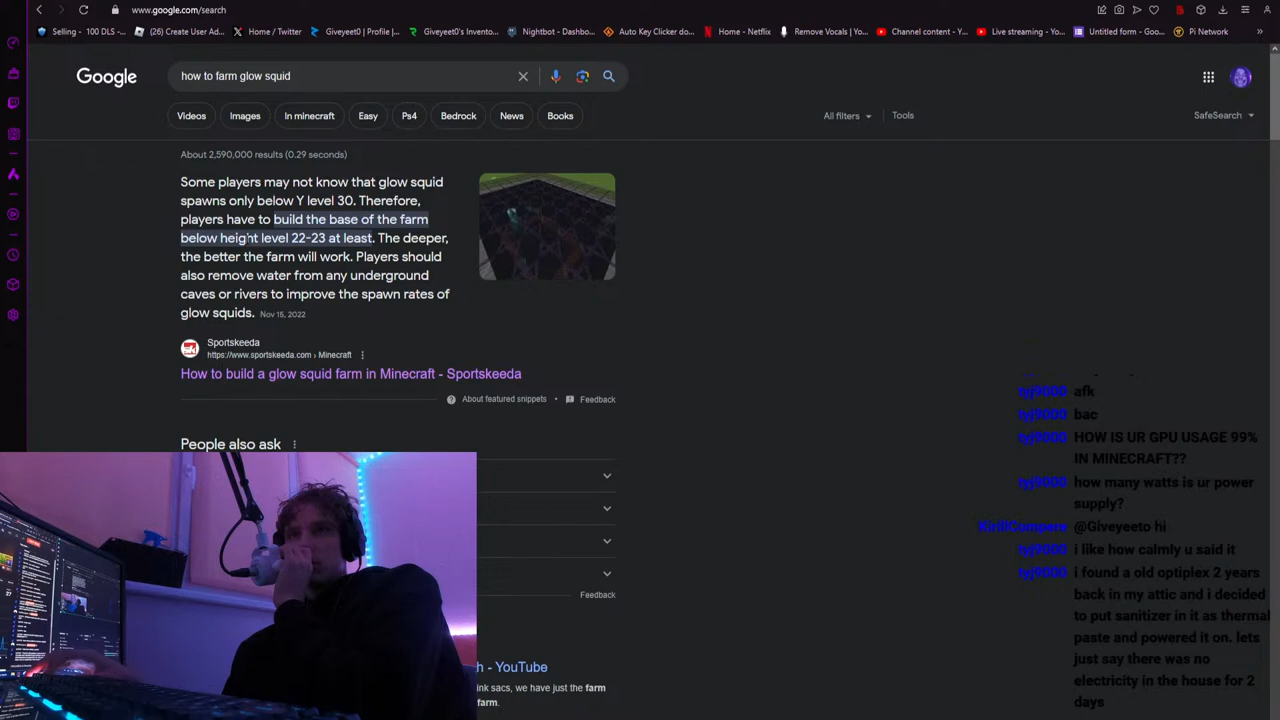 www.google.com/search
Selling - 100 DLS -...
(26) Create User Ad...
Home / Twitter
Giveyeet0 | Profile |...
Giveyeet0's Invento...
Nightbot - Dashbo...
Auto Key Clicker do...
Home - Netflix
Remove Vocals | M...
Channel content - Y...
Live streaming - Yo...
Untitled form - Goo...
Pi Network
Google
how to farm glow squid
Videos
Images
In minecraft
Easy
Ps4
Bedrock
News
Books
All filters
Tools
SafeSearch
About 2,590,000 results (0.29 seconds)
Some players may not know that glow squid
spawns only below Y level 30. Therefore,
players have to build the base of the farm
below height level 22-23 at least. The deeper,
the better the farm will work. Players should
also remove water from any underground
caves or rivers to improve the spawn rates of
glow squids. Nov 15, 2022
Sportskeeda
https://www.sportskeeda.com › Minecraft
How to build a glow squid farm in Minecraft - Sportskeeda
About featured snippets • Feedback
People also ask
Feedback
h - YouTube
ink sacs, we have just the farm
rm.
afk
bac
HOW IS UR GPU USAGE 99%
IN MINECRAFT??
how many watts is ur power
supply?
KirillCompare @Giveyeeto hi
i like how calmly u said it
i found a old optiplex 2 years
back in my attic and i decided
to put sanitizer in it as thermal
paste and powered it on. lets
just say there was no
electricity in the house for 2
days